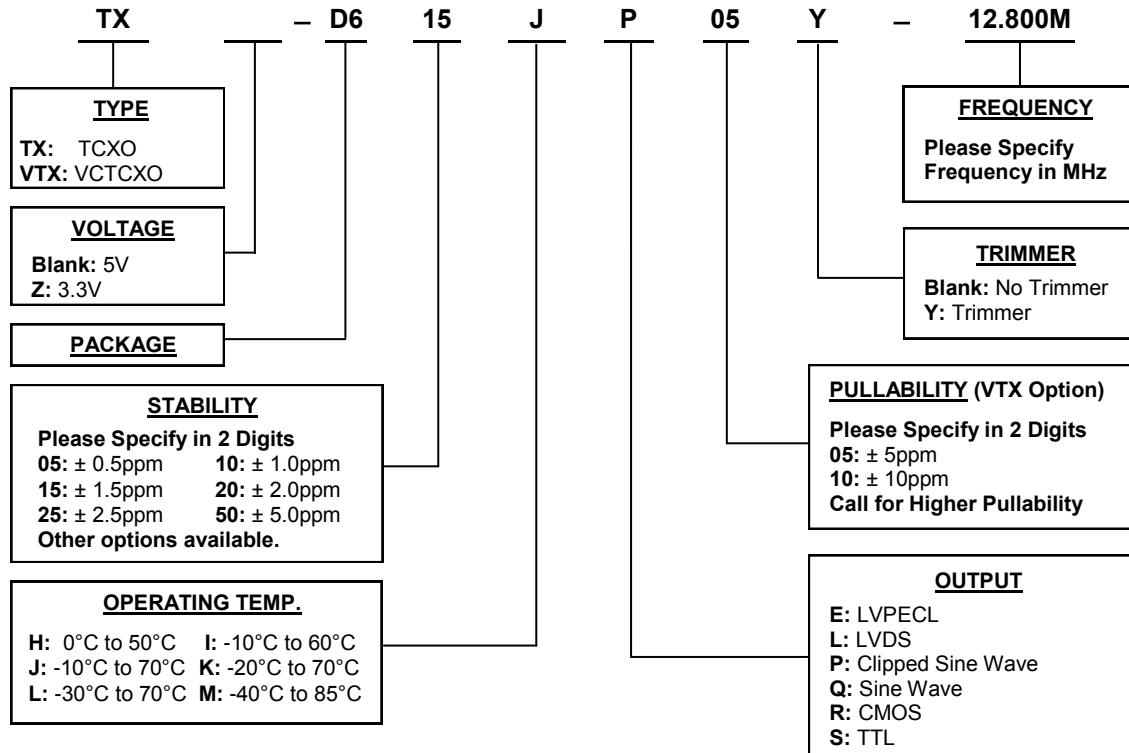 TX – D6 15 J P 05 Y – 12.800M
TYPE
TX: TCXO
VTX: VCTCXO
VOLTAGE
Blank: 5V
Z: 3.3V
PACKAGE
STABILITY
Please Specify in 2 Digits
05: ± 0.5ppm 10: ± 1.0ppm
15: ± 1.5ppm 20: ± 2.0ppm
25: ± 2.5ppm 50: ± 5.0ppm
Other options available.
OPERATING TEMP.
H: 0°C to 50°C I: -10°C to 60°C
J: -10°C to 70°C K: -20°C to 70°C
L: -30°C to 70°C M: -40°C to 85°C
FREQUENCY
Please Specify
Frequency in MHz
TRIMMER
Blank: No Trimmer
Y: Trimmer
PULLABILITY (VTX Option)
Please Specify in 2 Digits
05: ± 5ppm
10: ± 10ppm
Call for Higher Pullability
OUTPUT
E: LVPECL
L: LVDS
P: Clipped Sine Wave
Q: Sine Wave
R: CMOS
S: TTL